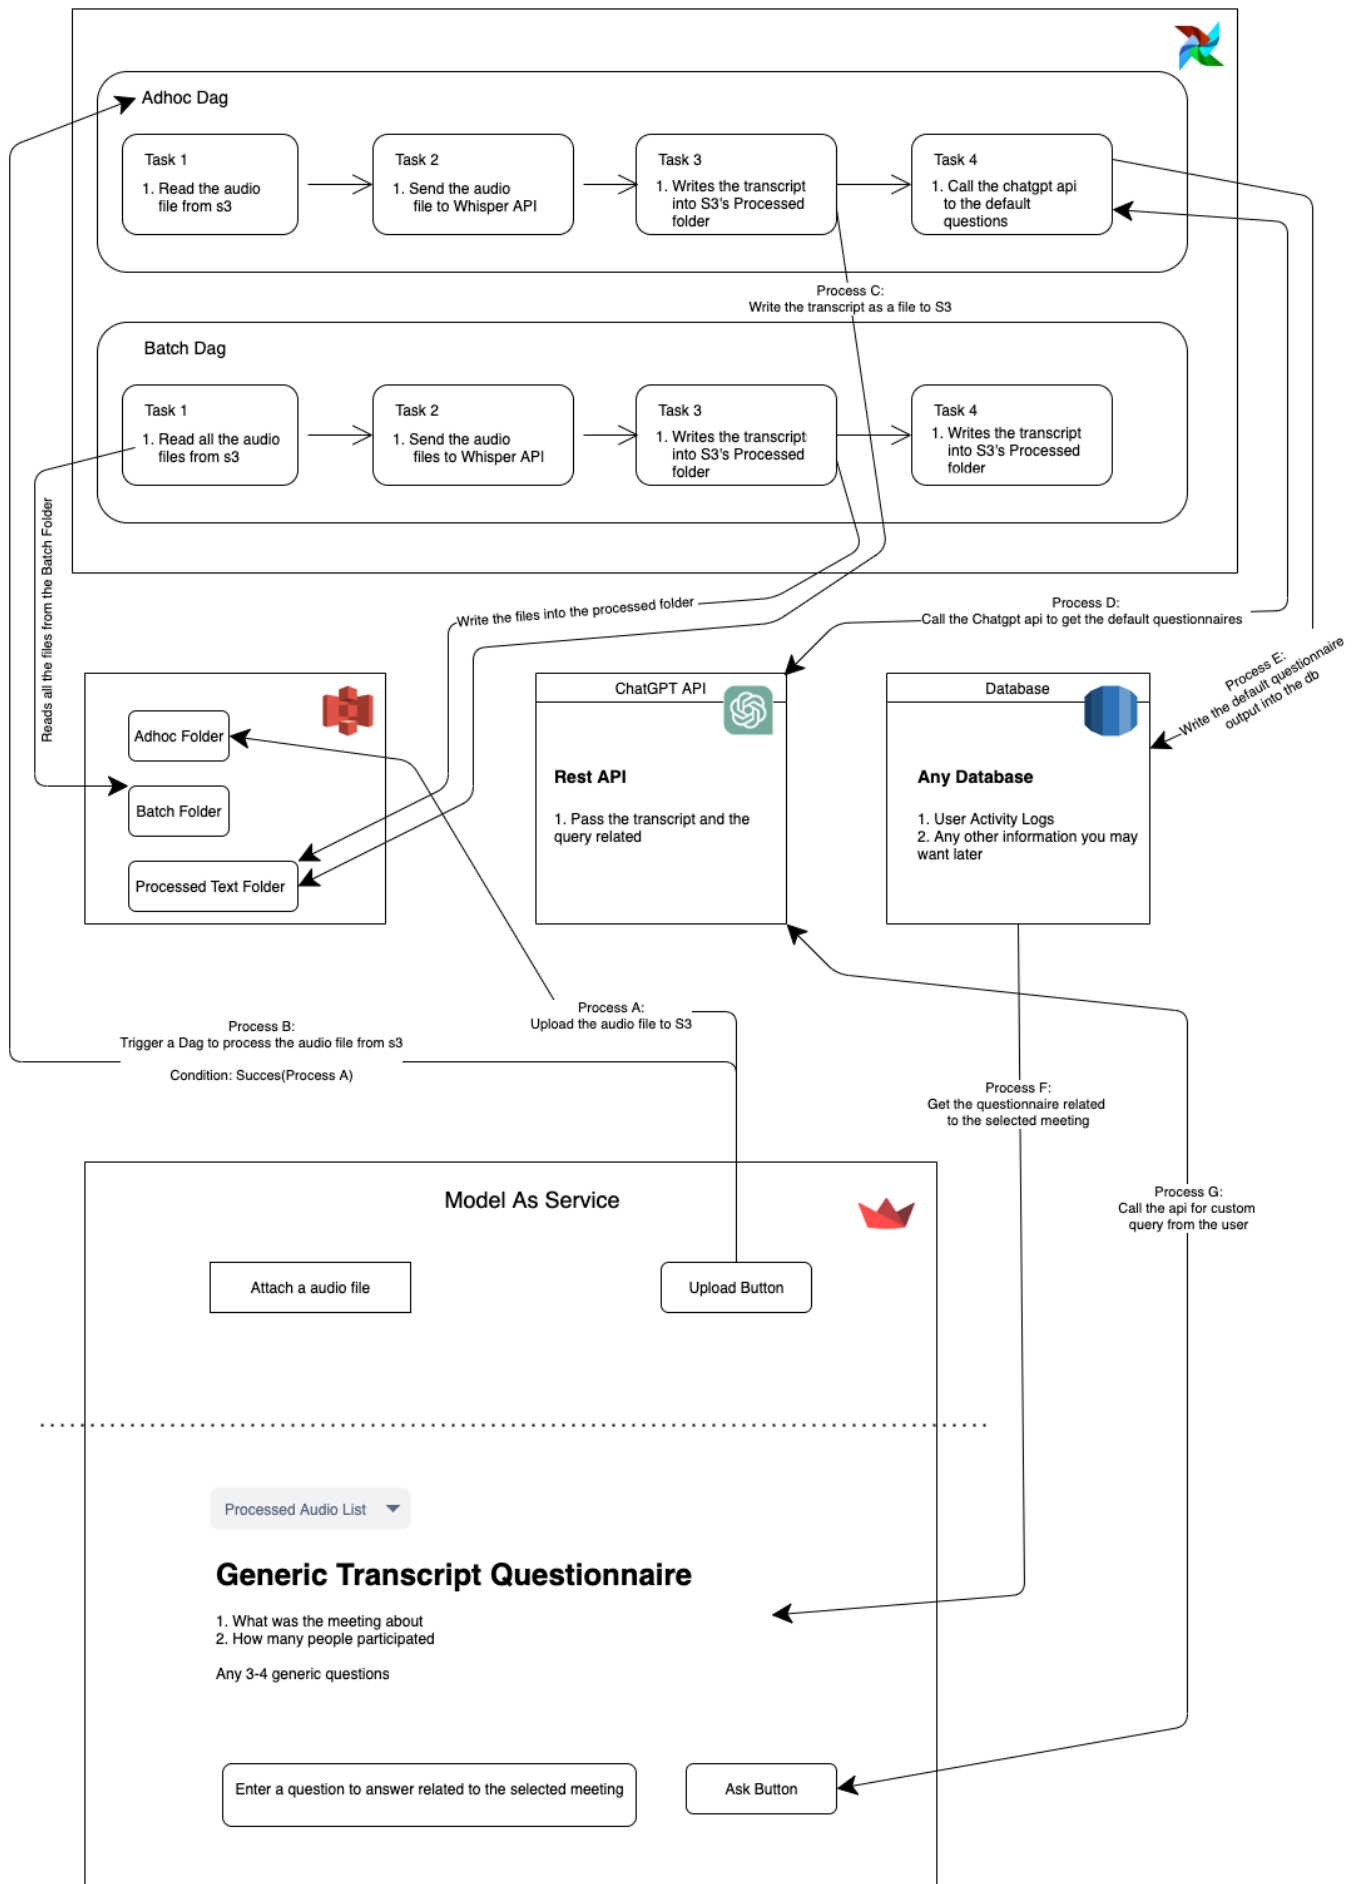 Adhoc Dag
Task 1
1. Read the audio
file from s3
Task 2
1. Send the audio
file to Whisper API
Task 3
1. Writes the transcript
into S3's Processed
folder
Task 4
1. Call the chatgpt api
to the default
questions
Process C:
Write the transcript as a file to S3
Batch Dag
Task 1
1. Read all the audio
files from s3
Task 2
1. Send the audio
files to Whisper API
Task 3
1. Writes the transcript
into S3's Processed
folder
Task 4
1. Writes the transcript
into S3's Processed
folder
Reads all the files from the Batch Folder
Write the files into the processed folder
Process D:
Call the Chatgpt api to get the default questionnaires
Process E:
Write the default questionnaire
output into the db
Adhoc Folder
Batch Folder
Processed Text Folder
ChatGPT API
Rest API
1. Pass the transcript and the
query related
Database
Any Database
1. User Activity Logs
2. Any other information you may
want later
Process A:
Upload the audio file to S3
Process B:
Trigger a Dag to process the audio file from s3
Condition: Succes(Process A)
Process F:
Get the questionnaire related
to the selected meeting
Process G:
Call the api for custom
query from the user
Model As Service
Attach a audio file
Upload Button
Processed Audio List
Generic Transcript Questionnaire
1. What was the meeting about
2. How many people participated
Any 3-4 generic questions
Enter a question to answer related to the selected meeting
Ask Button